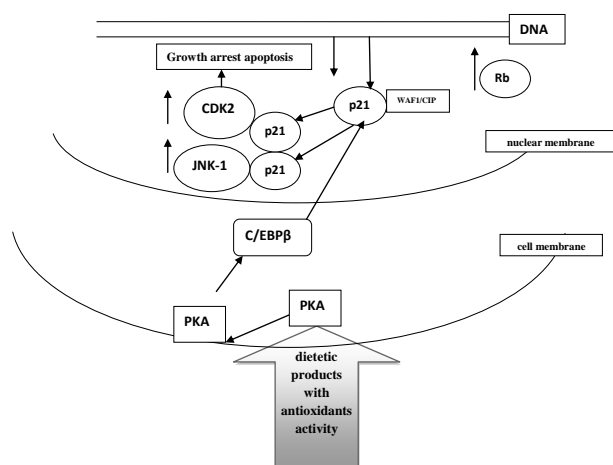 DNA
Growth arrest apoptosis
Rb
CDK2
p21
WAF1/CIP
p21
JNK-1
p21
nuclear membrane
C/EBPβ
cell membrane
PKA
PKA
dietetic
products
with
antioxidants
activity